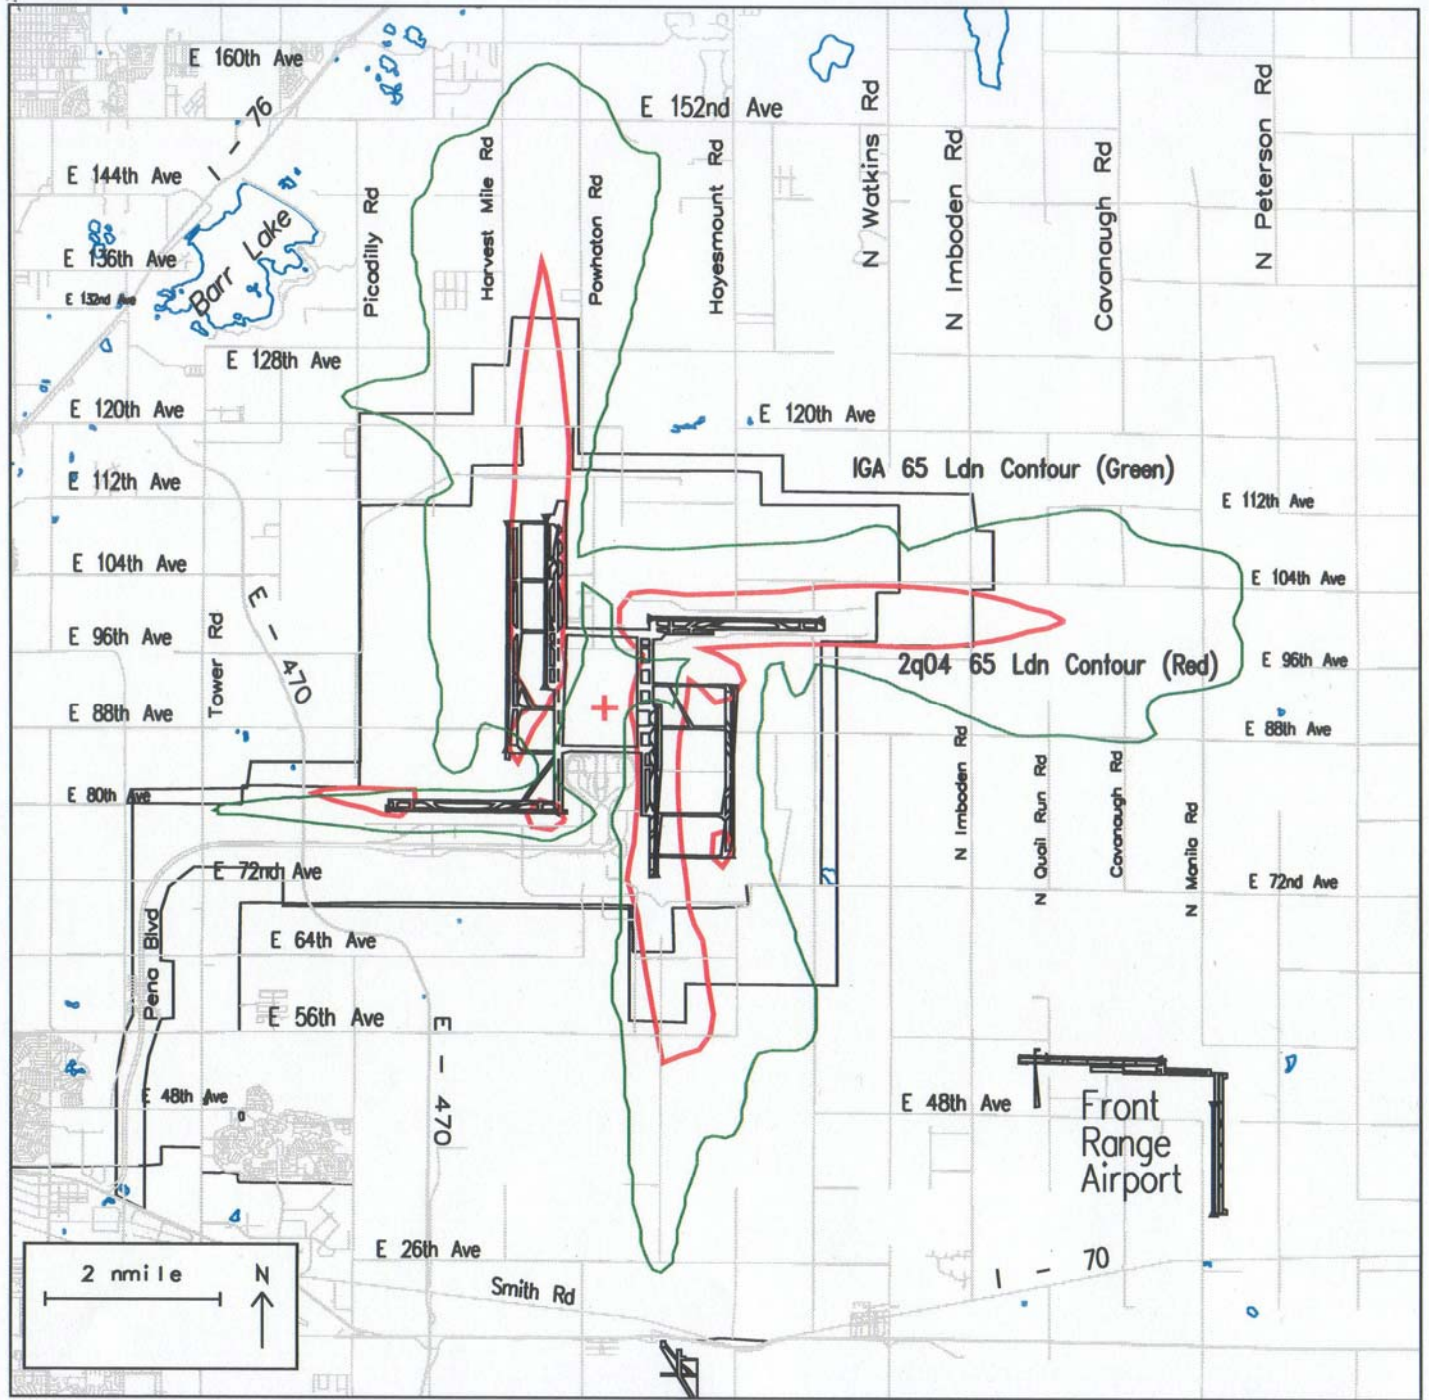 E 160th Ave
I - 76
E 152nd Ave
E 144th Ave
E 136th Ave
E 132nd Ave
Barr Lake
Picadilly Rd
Harvest Mile Rd
Powhaton Rd
Hayesmount Rd
N Watkins Rd
N Imboden Rd
Cavanaugh Rd
N Peterson Rd
E 128th Ave
E 120th Ave
E 120th Ave
IGA 65 Ldn Contour (Green)
E 112th Ave
E 112th Ave
E 104th Ave
E 104th Ave
E - 470
Tower Rd
E 96th Ave
E 96th Ave
2q04 65 Ldn Contour (Red)
E 88th Ave
E 88th Ave
E 80th Ave
N Imboden Rd
N Quail Run Rd
Cavanaugh Rd
N Manila Rd
E 72nd Ave
E 72nd Ave
Pena Blvd
E 64th Ave
E 56th Ave
E - 470
E 48th Ave
E 48th Ave
Front
Range
Airport
E 26th Ave
Smith Rd
I - 70
2 nmile
N